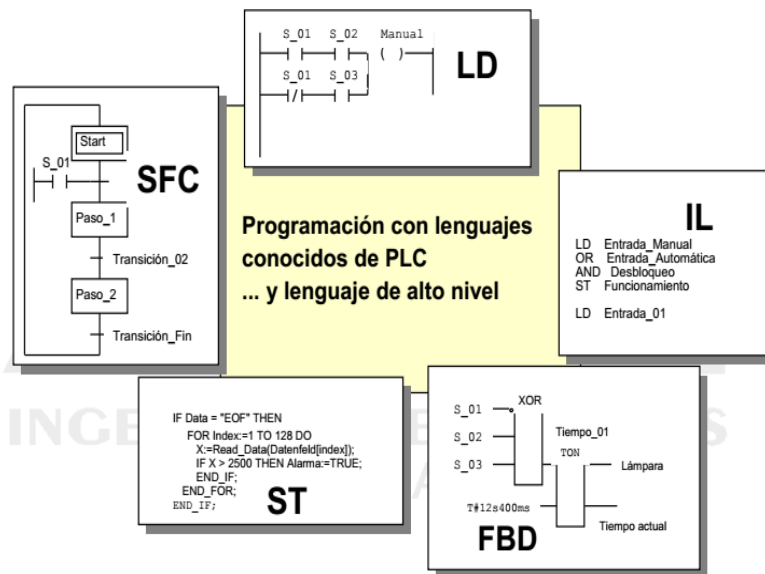 S_01 S_02 Manual
( )
S_01 S_03
/
LD
Start
S_01
SFC
Paso_1
Transición_02
Paso_2
Transición_Fin
Programación con lenguajes
conocidos de PLC
... y lenguaje de alto nivel
IL
LD Entrada_Manual
OR Entrada_Automática
AND Desbloqueo
ST Funcionamiento
LD Entrada_01
IF Data = "EOF" THEN
FOR Index:=1 TO 128 DO
X:=Read_Data(Datenfeld[index]);
IF X > 2500 THEN Alarma:=TRUE;
END_IF;
END_FOR;
END_IF;
ST
XOR
S_01
S_02
Tiempo_01
S_03
TON
Lámpara
T#12s400ms
Tiempo actual
FBD